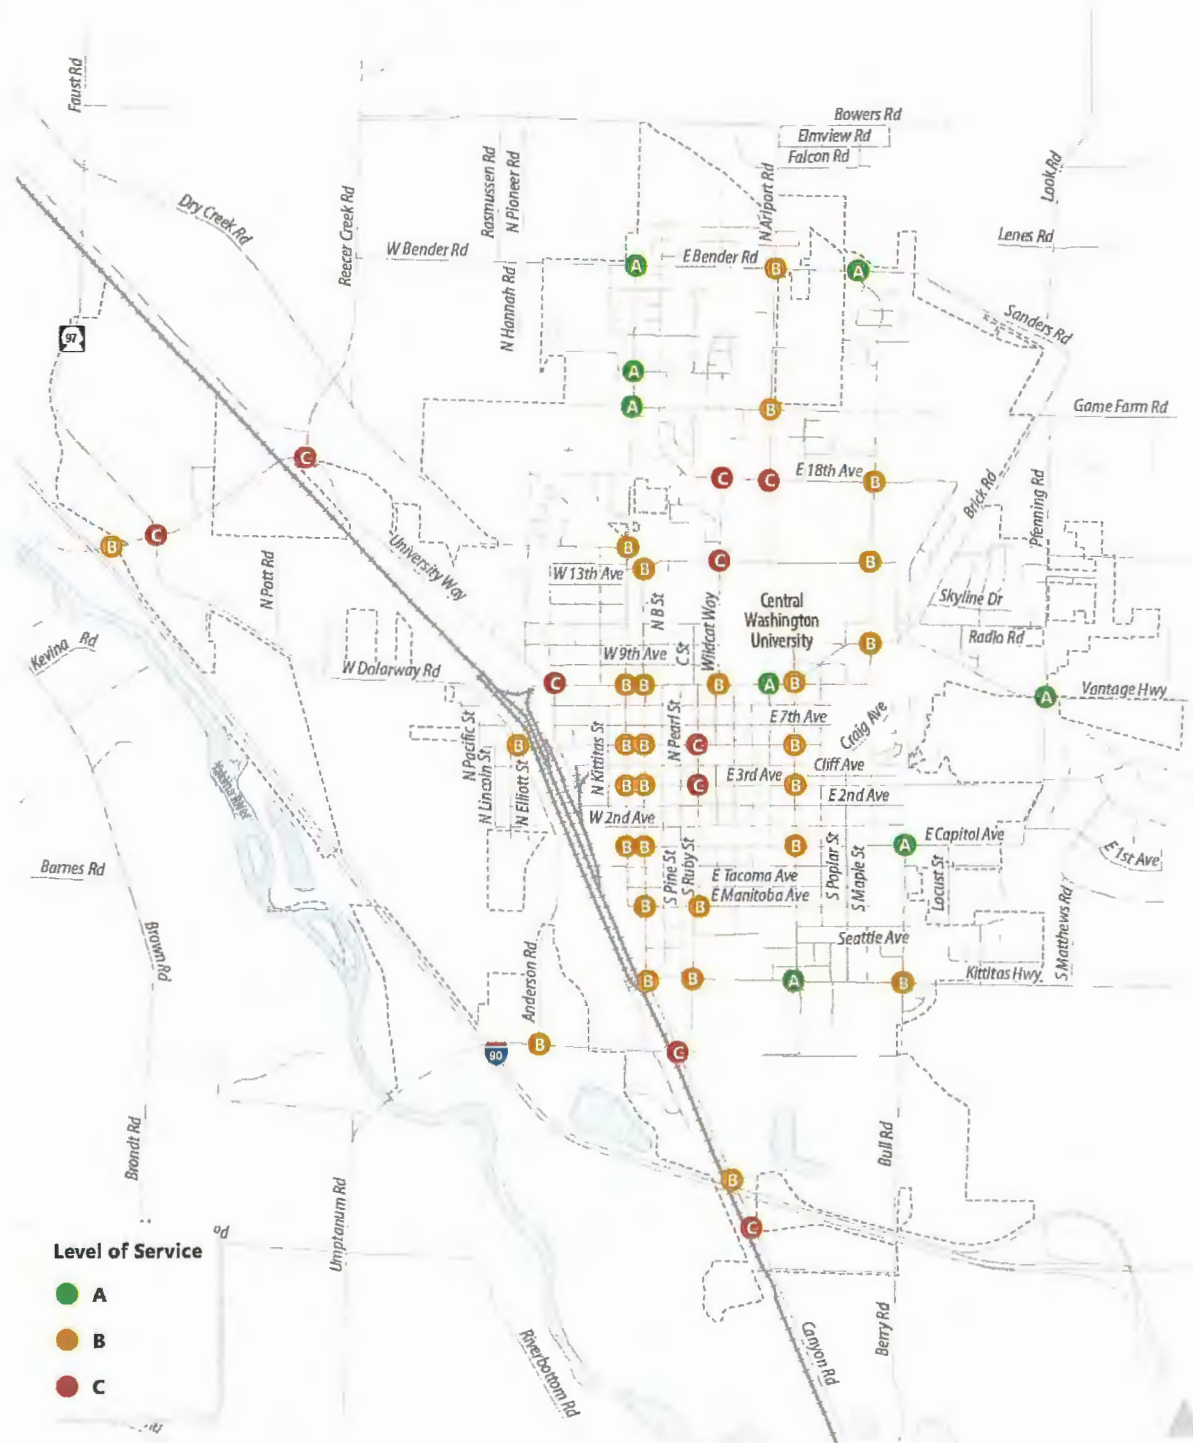 Faust Rd
Bowers Rd
Elmview Rd
Falcon Rd
Rasmussen Rd
N Pioneer Rd
N Ariport Rd
Look Rd
Dry Creek Rd
Reecer Creek Rd
W Bender Rd
E Bender Rd
Lenes Rd
A
B
A
N Hannah Rd
Sanders Rd
97
A
A
B
Game Farm Rd
C
C
C
E 18th Ave
B
Brick Rd
Pfenning Rd
B
C
University Way
B
W 13th Ave
B
C
B
N Pott Rd
N B St
C St
Wildcat Way
Central
Washington
University
Skyline Dr
Radio Rd
Kevina Rd
W Dolarway Rd
W 9th Ave
B
C
B
B
B
A
B
A
Vantage Hwy
N Pacific St
N Lincoln St
N Elliott St
N Kittitas St
N Pearl St
E 7th Ave
Craig Ave
B
B
B
C
B
Cliff Ave
E 3rd Ave
B
B
C
B
E 2nd Ave
W 2nd Ave
B
B
B
A
E Capitol Ave
E 1st Ave
Barnes Rd
S Pine St
S Ruby St
E Tacoma Ave
E Manitoba Ave
S Poplar St
S Maple St
Locust St
S Matthews Rd
B
B
Brown Rd
Anderson Rd
Seattle Ave
Kittitas Hwy
B
B
A
B
90
B
C
Brondt Rd
Umptanum Rd
Bull Rd
B
C
Rd
Level of Service
A
B
C
Riverbottom Rd
Canyon Rd
Berry Rd